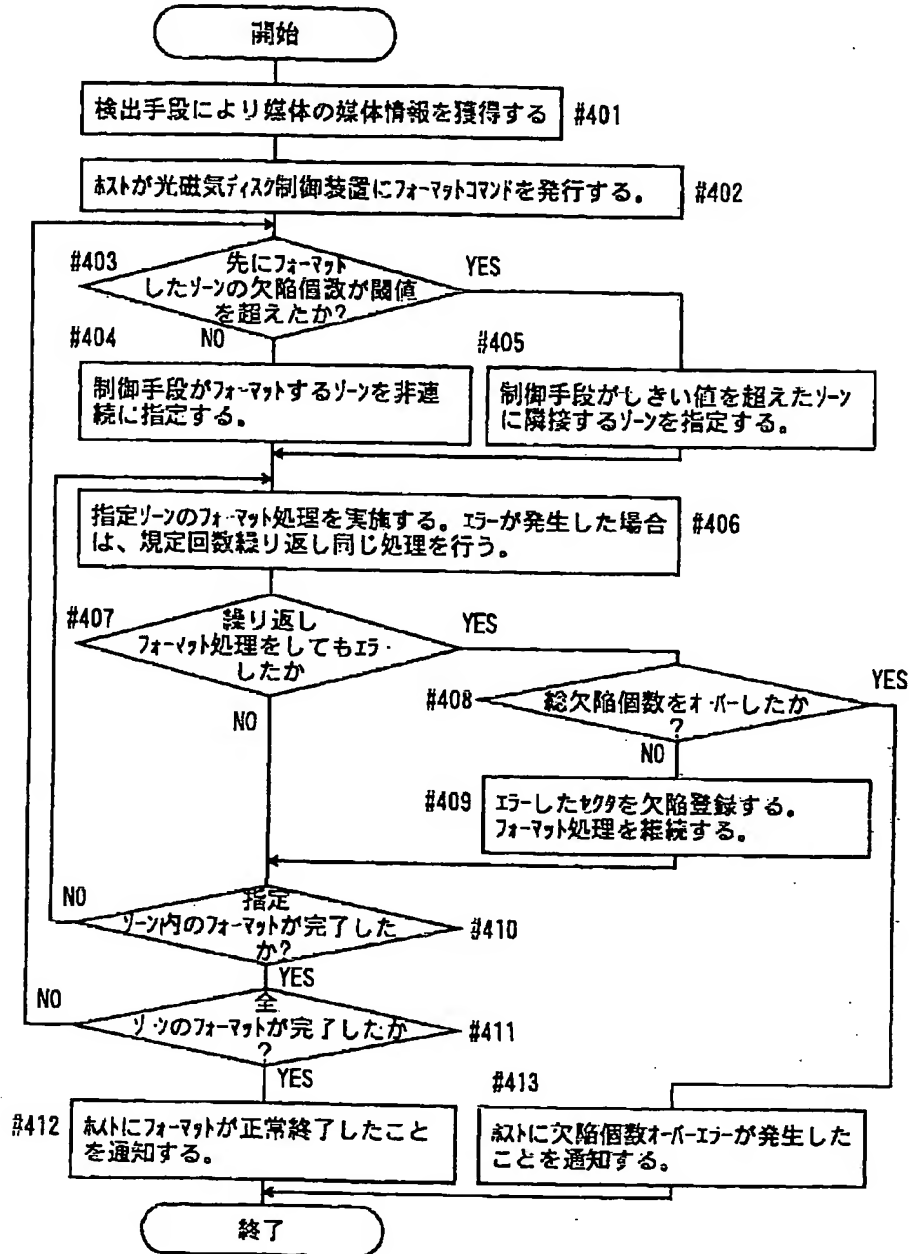 開始
検出手段により媒体の媒体情報を獲得する
#401
ホストが光磁気ディスク制御装置にフォーマットコマンドを発行する。
#402
#403
先にフォーマット
したゾーンの欠陥個数が閾値
を超えたか?
YES
NO
#404
制御手段がフォーマットするゾーンを非連
続に指定する。
#405
制御手段がしきい値を超えたゾーン
に隣接するゾーンを指定する。
指定ゾーンのフォーマット処理を実施する。エラーが発生した場合
は、規定回数繰り返し同じ処理を行う。
#406
#407
繰り返し
フォーマット処理をしてもエラー
したか
YES
NO
#408
総欠陥個数をオーバーしたか
?
YES
NO
#409
エラーしたセクタを欠陥登録する。
フォーマット処理を継続する。
NO
指定
ゾーン内のフォーマットが完了した
か?
#410
YES
NO
全
ゾーンのフォーマットが完了したか
?
#411
YES
#412
ホストにフォーマットが正常終了したこと
を通知する。
#413
ホストに欠陥個数オーバーエラーが発生した
ことを通知する。
終了